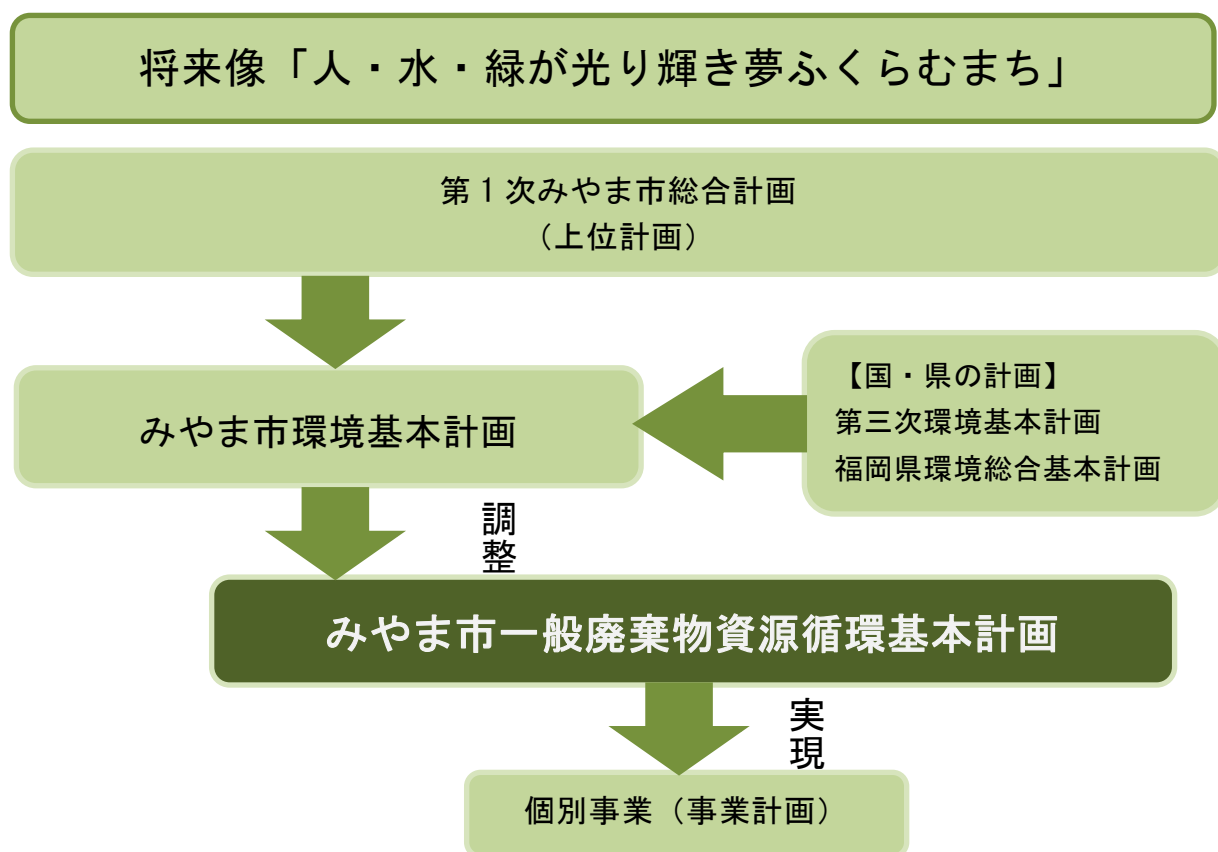 将来像「人・水・緑が光り輝き夢ふくらむまち」
第1次みやま市総合計画
（上位計画）
みやま市環境基本計画
【国・県の計画】
第三次環境基本計画
福岡県環境総合基本計画
調整
みやま市一般廃棄物資源循環基本計画
実現
個別事業（事業計画）